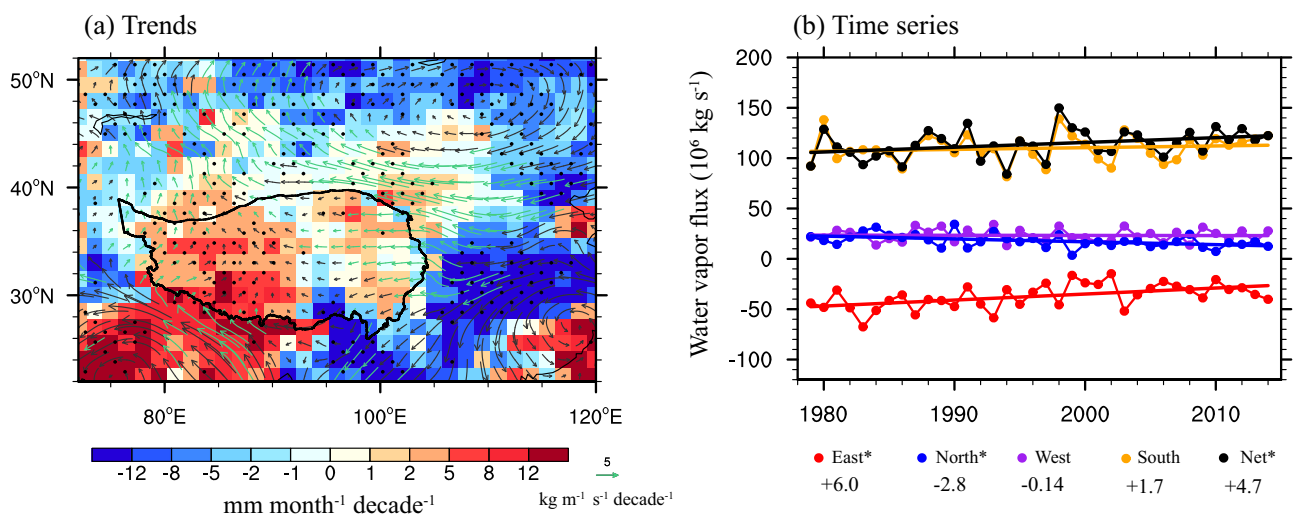 (a) Trends
50°N
40°N
30°N
80°E
100°E
120°E
-12 -8 -5 -2 -1 0 1 2 5 8 12
mm month⁻¹ decade⁻¹
5
kg m⁻¹ s⁻¹ decade⁻¹
(b) Time series
Water vapor flux (10⁶ kg s⁻¹)
200
150
100
50
0
-50
-100
1980 1990 2000 2010
East* North* West South Net*
+6.0 -2.8 -0.14 +1.7 +4.7